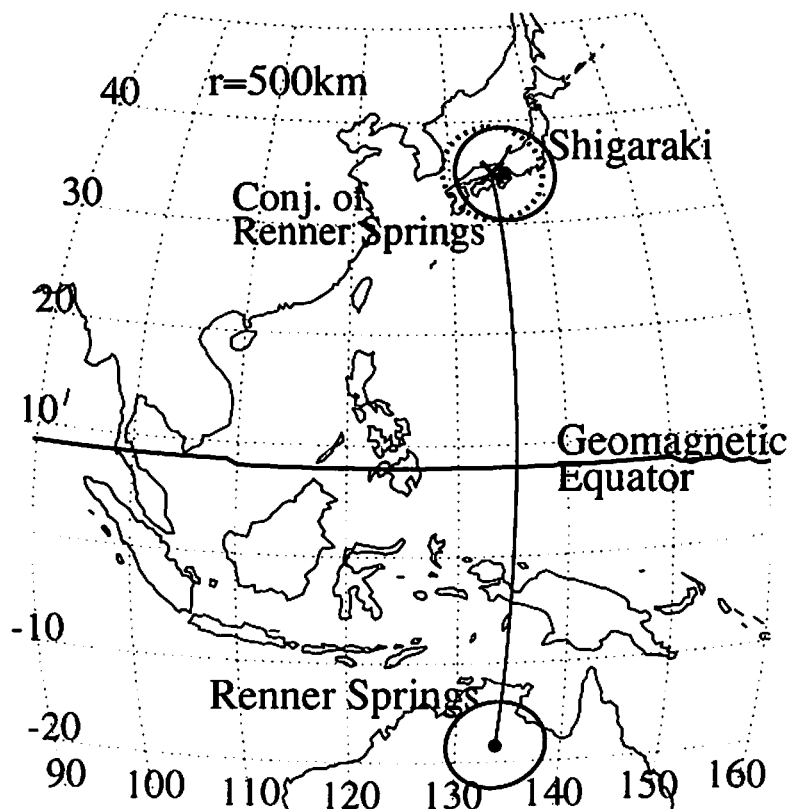 40
r=500km
Shigaraki
30
Conj. of
Renner Springs
20
10
Geomagnetic
Equator
-10
Renner Springs
-20
90 100 110 120 130 140 150 160